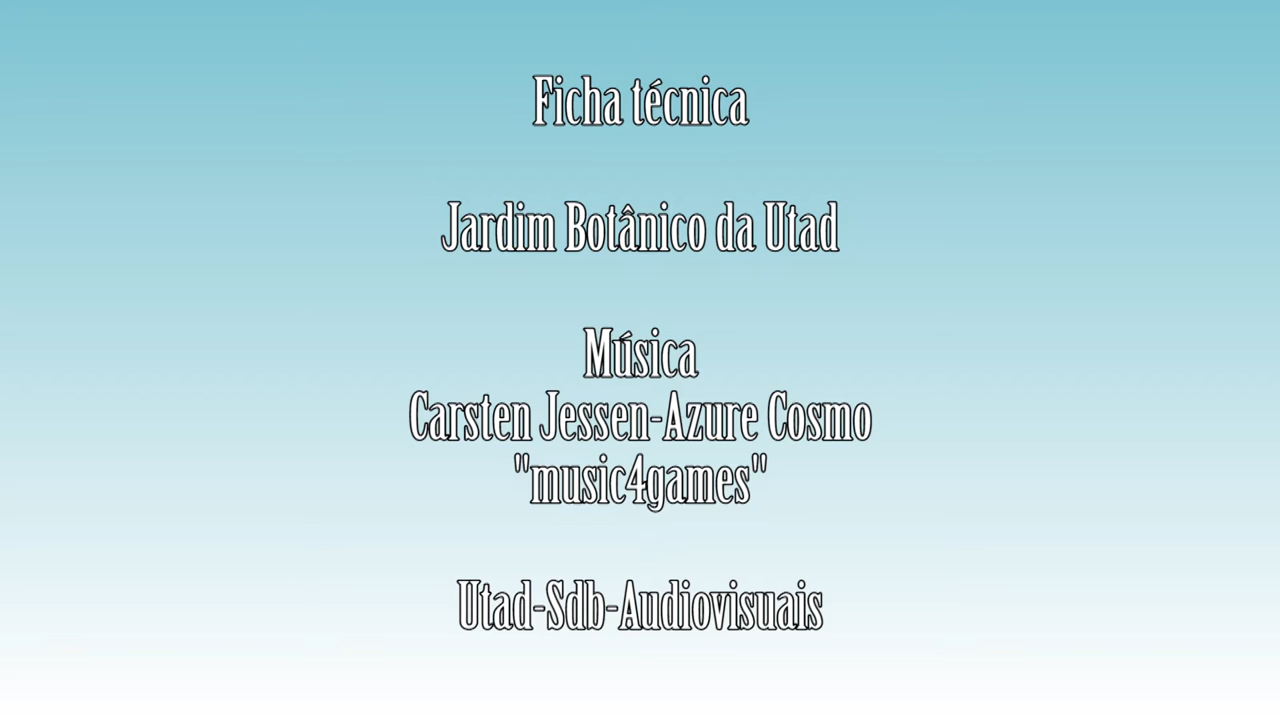 Ficha técnica
Jardim Botânico da Utad
Música
Carsten Jessen-Azure Cosmo
"music4games"
Utad-Sdb-Audiovisuais